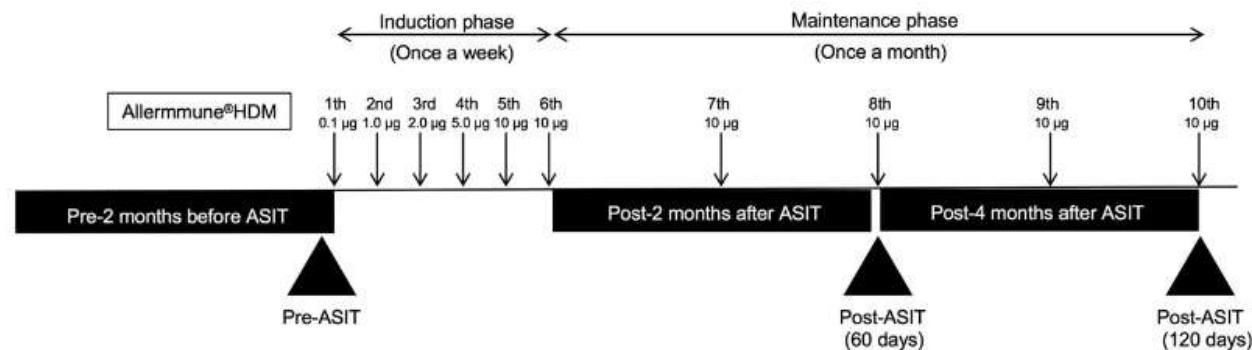 Induction phase
(Once a week)
Maintenance phase
(Once a month)
Allermmune®HDM
1th
0.1 µg
2nd
1.0 µg
3rd
2.0 µg
4th
5.0 µg
5th
10 µg
6th
10 µg
7th
10 µg
8th
10 µg
9th
10 µg
10th
10 µg
Pre-2 months before ASIT
Post-2 months after ASIT
Post-4 months after ASIT
Pre-ASIT
Post-ASIT
(60 days)
Post-ASIT
(120 days)